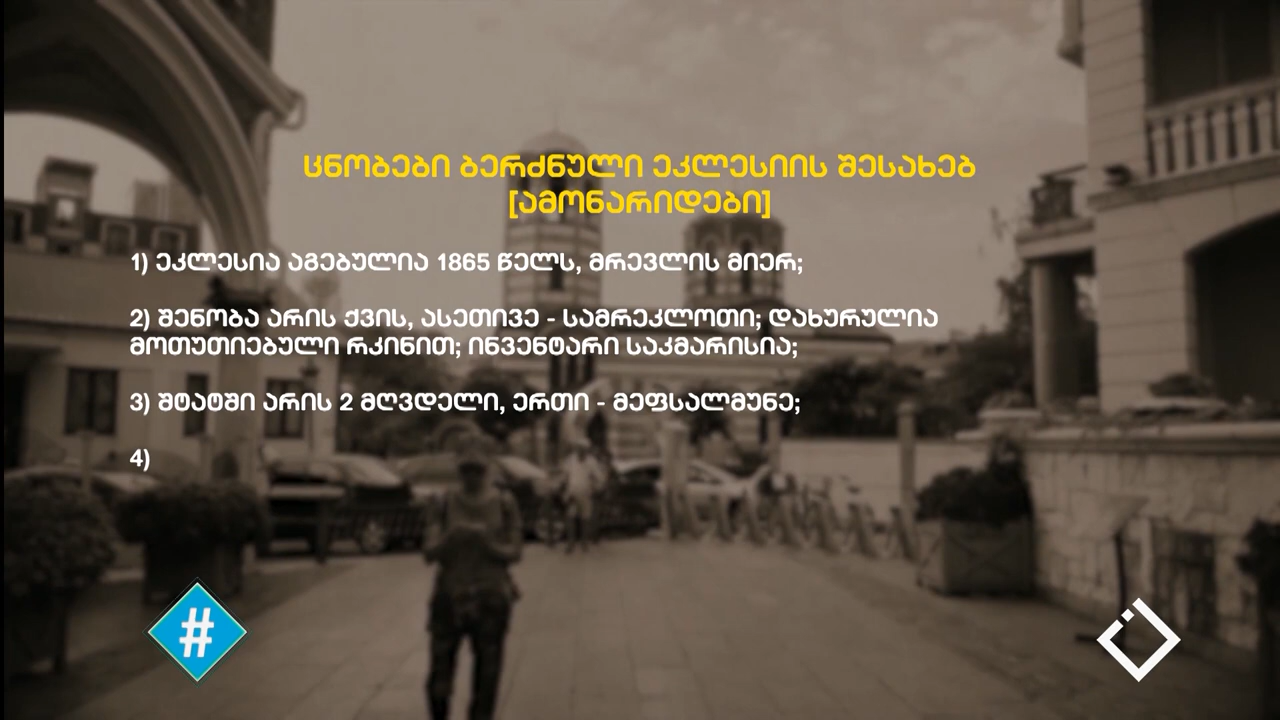 ცნობები ბერძნული ეკლესიის შესახებ
[ამონარიდები]
1) ეკლესია აგებულია 1865 წელს, მრევლის მიერ;
2) შენობა არის ქვის, ასეთივე - სამრეკლოთი; დახურულია
მოთუთიებული რკინით; ინვენტარი საკმარისია;
3) შტატში არის 2 მღვდელი, ერთი - მეფსალმუნე;
4)
#